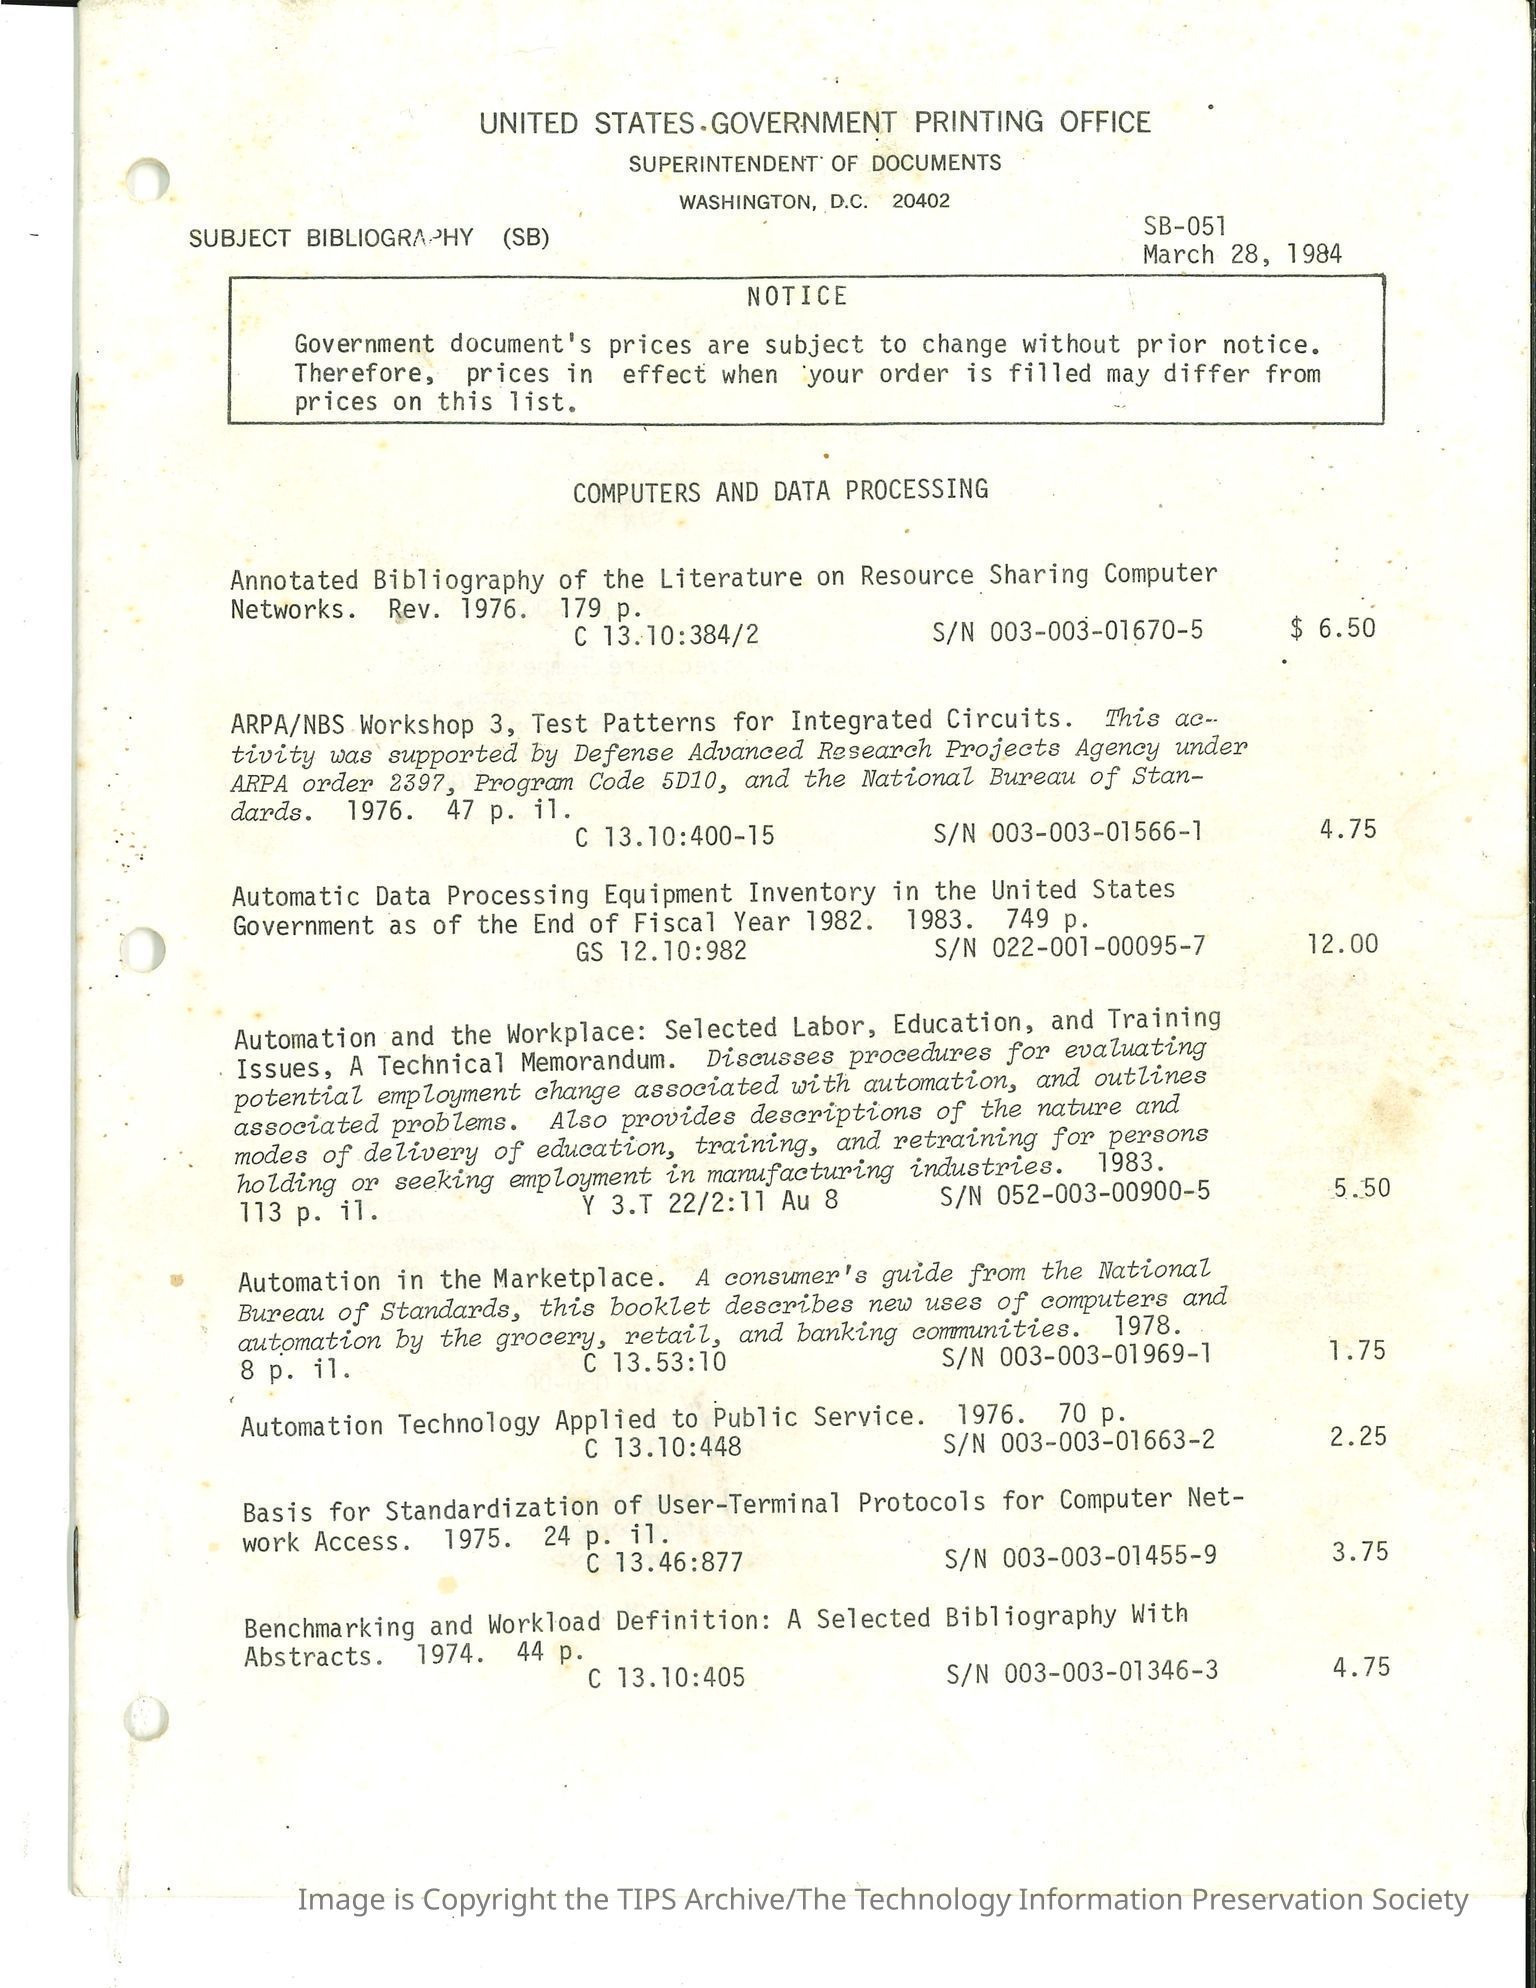 UNITED STATES GOVERNMENT PRINTING OFFICE
SUPERINTENDENT OF DOCUMENTS
WASHINGTON, D.C. 20402
SUBJECT BIBLIOGRAPHY (SB)
SB-051
March 28, 1984
NOTICE
Government document's prices are subject to change without prior notice.
Therefore, prices in effect when your order is filled may differ from
prices on this list.
COMPUTERS AND DATA PROCESSING
Annotated Bibliography of the Literature on Resource Sharing Computer
Networks. Rev. 1976. 179 p.
C 13.10:384/2 S/N 003-003-01670-5 $ 6.50
ARPA/NBS Workshop 3, Test Patterns for Integrated Circuits. This ac-
tivity was supported by Defense Advanced Research Projects Agency under
ARPA order 2397, Program Code 5D10, and the National Bureau of Stan-
dards. 1976. 47 p. il.
C 13.10:400-15 S/N 003-003-01566-1 4.75
Automatic Data Processing Equipment Inventory in the United States
Government as of the End of Fiscal Year 1982. 1983. 749 p.
GS 12.10:982 S/N 022-001-00095-7 12.00
Automation and the Workplace: Selected Labor, Education, and Training
Issues, A Technical Memorandum. Discusses procedures for evaluating
potential employment change associated with automation, and outlines
associated problems. Also provides descriptions of the nature and
modes of delivery of education, training, and retraining for persons
holding or seeking employment in manufacturing industries. 1983.
113 p. il. Y 3.T 22/2:11 Au 8 S/N 052-003-00900-5 5.50
Automation in the Marketplace. A consumer's guide from the National
Bureau of Standards, this booklet describes new uses of computers and
automation by the grocery, retail, and banking communities. 1978.
8 p. il. C 13.53:10 S/N 003-003-01969-1 1.75
Automation Technology Applied to Public Service. 1976. 70 p.
C 13.10:448 S/N 003-003-01663-2 2.25
Basis for Standardization of User-Terminal Protocols for Computer Net-
work Access. 1975. 24 p. il.
C 13.46:877 S/N 003-003-01455-9 3.75
Benchmarking and Workload Definition: A Selected Bibliography With
Abstracts. 1974. 44 p.
C 13.10:405 S/N 003-003-01346-3 4.75
Image is Copyright the TIPS Archive/The Technology Information Preservation Society